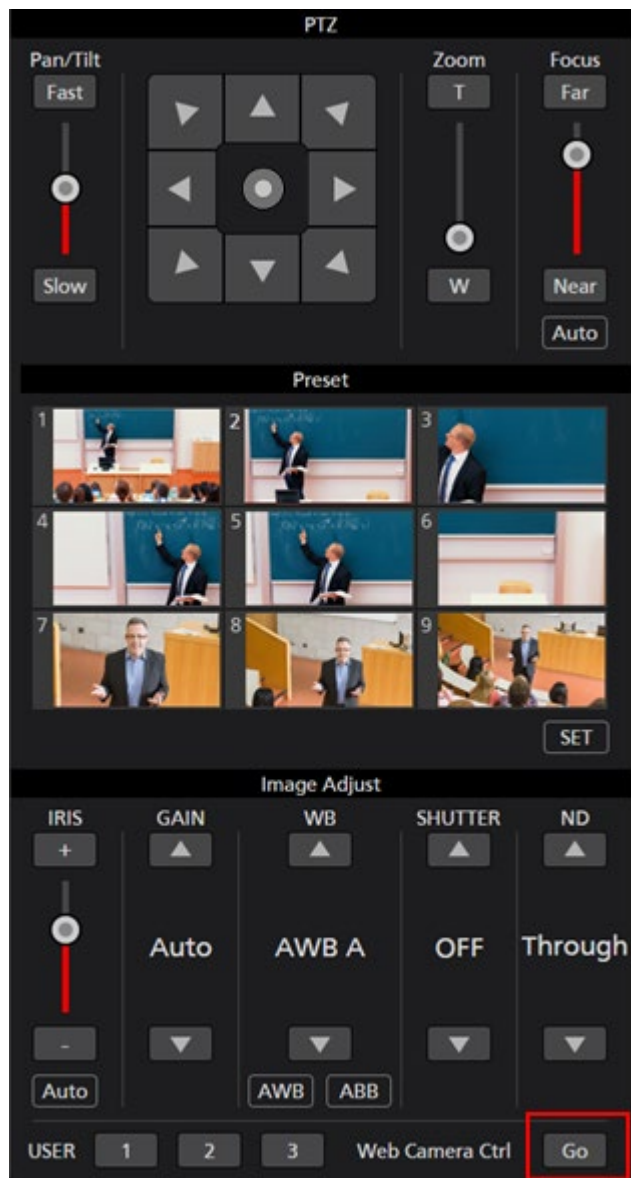 PTZ
Pan/Tilt Zoom Focus
Fast T Far
Slow W Near
Auto
Preset
1 2 3
4 5 6
7 8 9
SET
Image Adjust
IRIS GAIN WB SHUTTER ND
+
Auto AWB A OFF Through
-
Auto AWB ABB
USER 1 2 3 Web Camera Ctrl Go